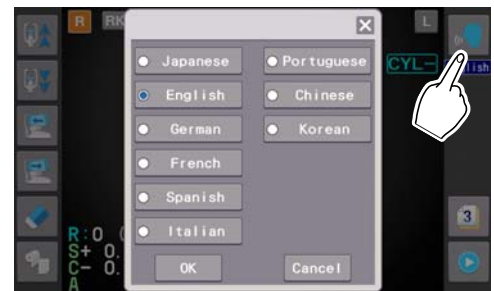 R RK L
Japanese Portuguese
CYL−
English Chinese
German Korean
French
Spanish
Italian
3
R:0
S+ 0.
OK Cancel
C− 0.
A